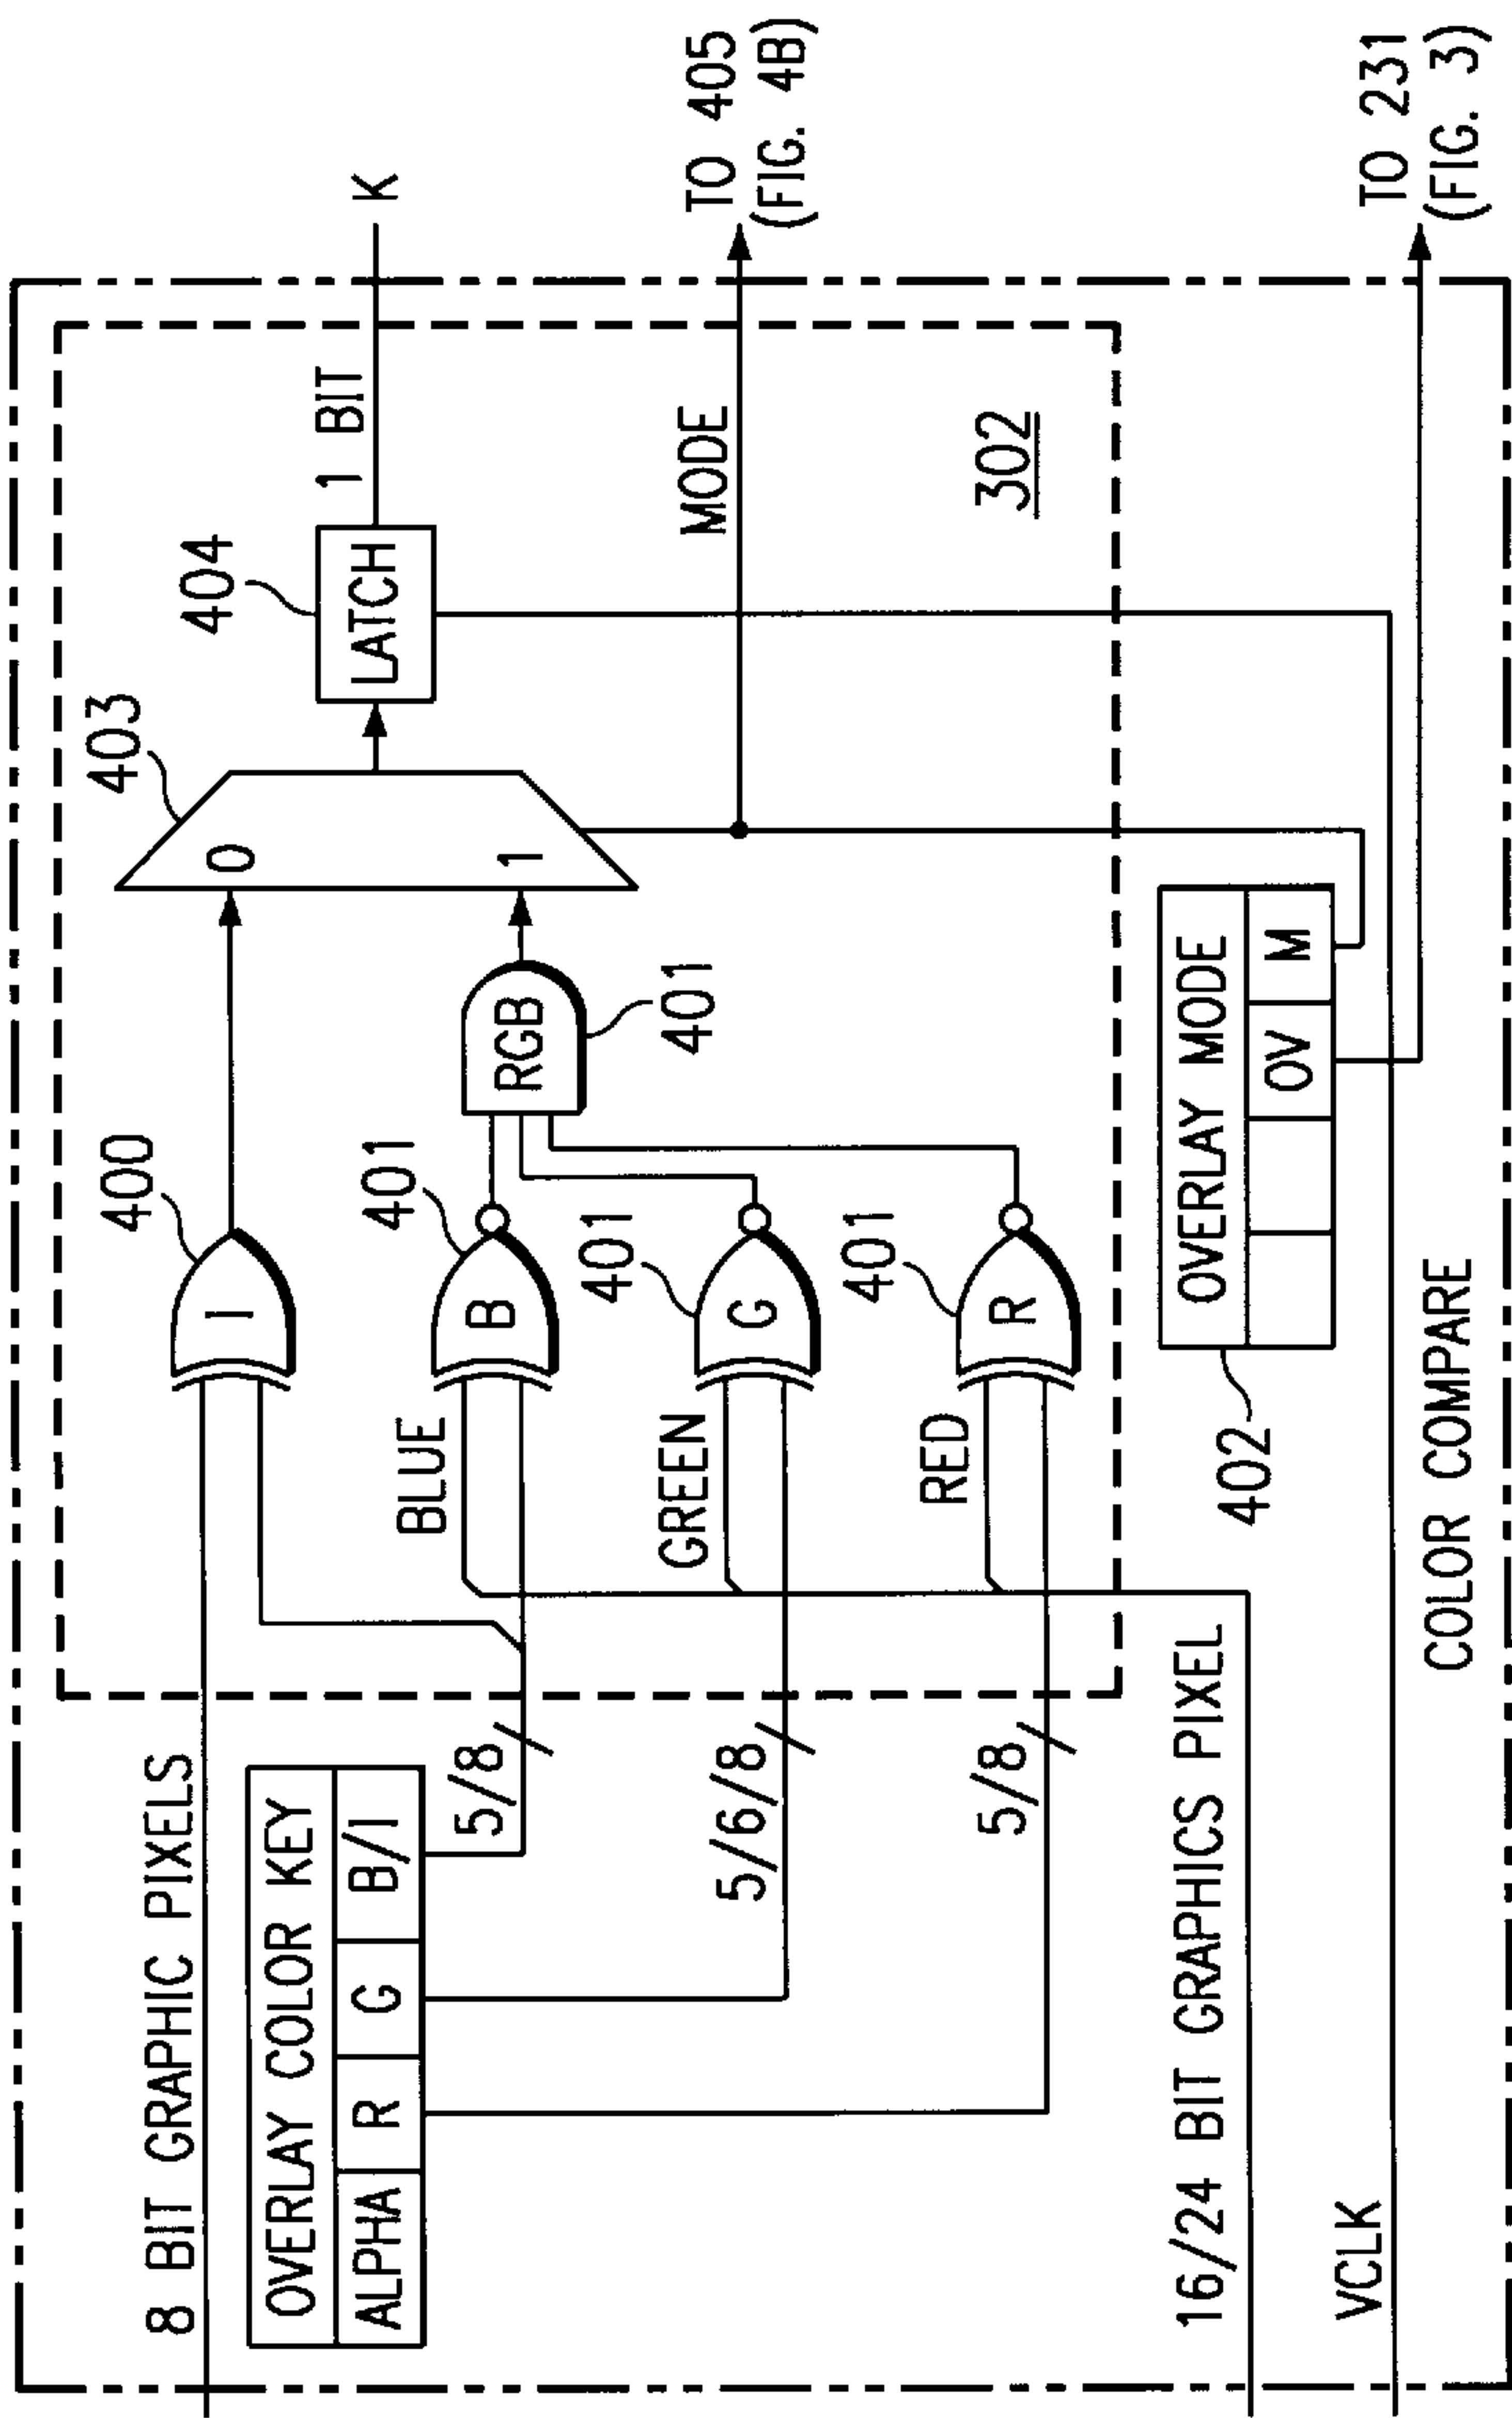 8 BIT GRAPHIC PIXELS
OVERLAY COLOR KEY
ALPHA R G B/I
5/8
5/6/8
5/8
16/24 BIT GRAPHICS PIXEL
VCLK
BLUE
GREEN
RED
400
I
401
B
401
G
401
R
RGB
401
403
0
1
404
LATCH
1 BIT
K
MODE
TO 405
(FIG. 4B)
302
402
OVERLAY MODE
OV M
TO 231
(FIG. 3)
COLOR COMPARE